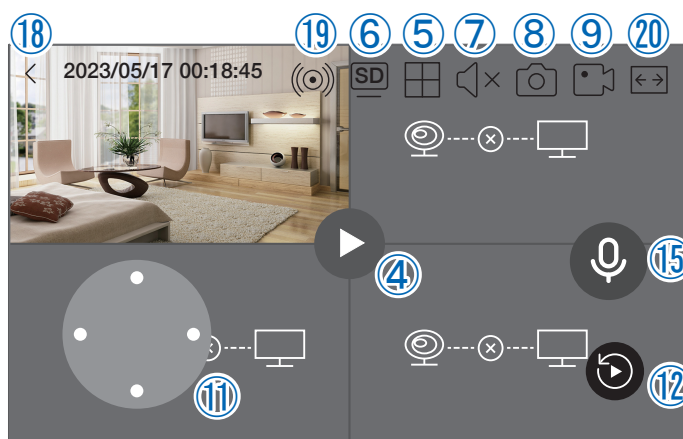 ⑱ ⑲ ⑥ ⑤ ⑦ ⑧ ⑨ ⑳
2023/05/17 00:18:45 SD
④ ⑮
⑪ ⑫